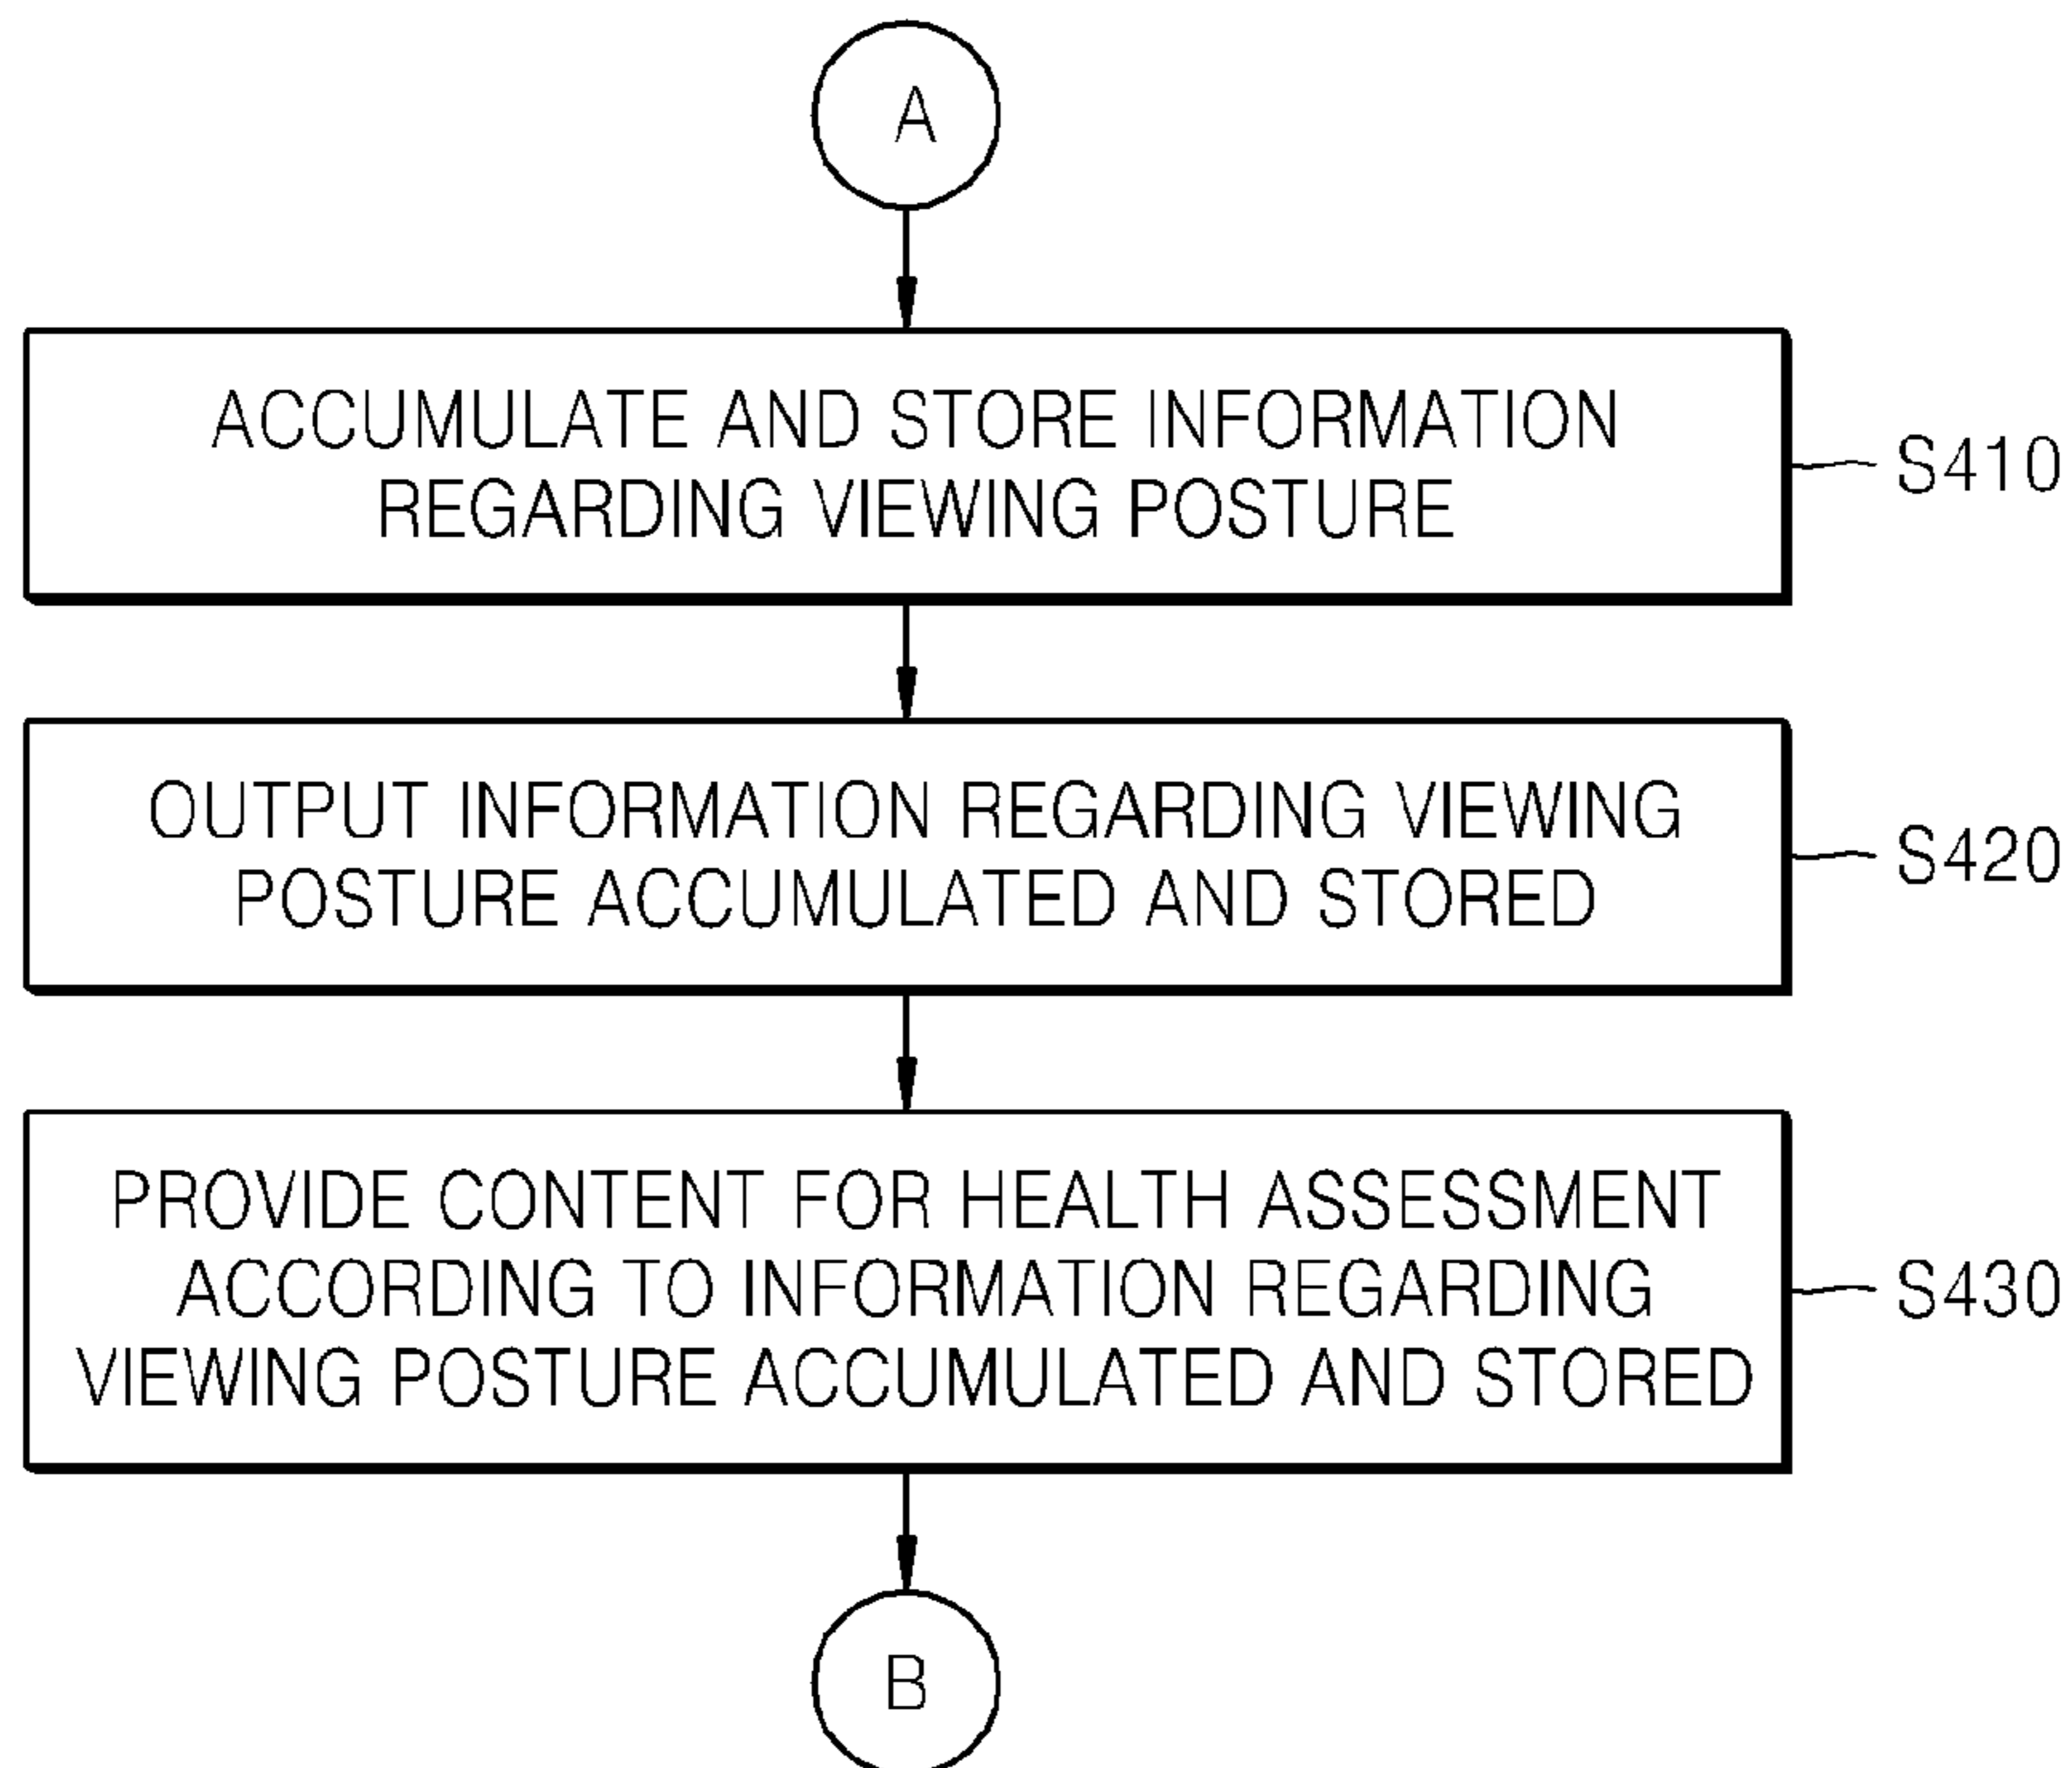 A
ACCUMULATE AND STORE INFORMATION
REGARDING VIEWING POSTURE
S410
OUTPUT INFORMATION REGARDING VIEWING
POSTURE ACCUMULATED AND STORED
S420
PROVIDE CONTENT FOR HEALTH ASSESSMENT
ACCORDING TO INFORMATION REGARDING
VIEWING POSTURE ACCUMULATED AND STORED
S430
B